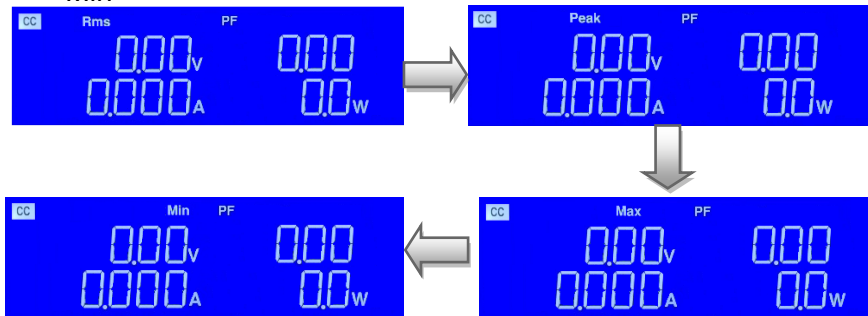 CC Rms PF
0.00V 0.00
0.000A 0.0W
CC Peak PF
0.00V 0.00
0.000A 0.0W
CC Min PF
0.00V 0.00
0.000A 0.0W
CC Max PF
0.00V 0.00
0.000A 0.0W